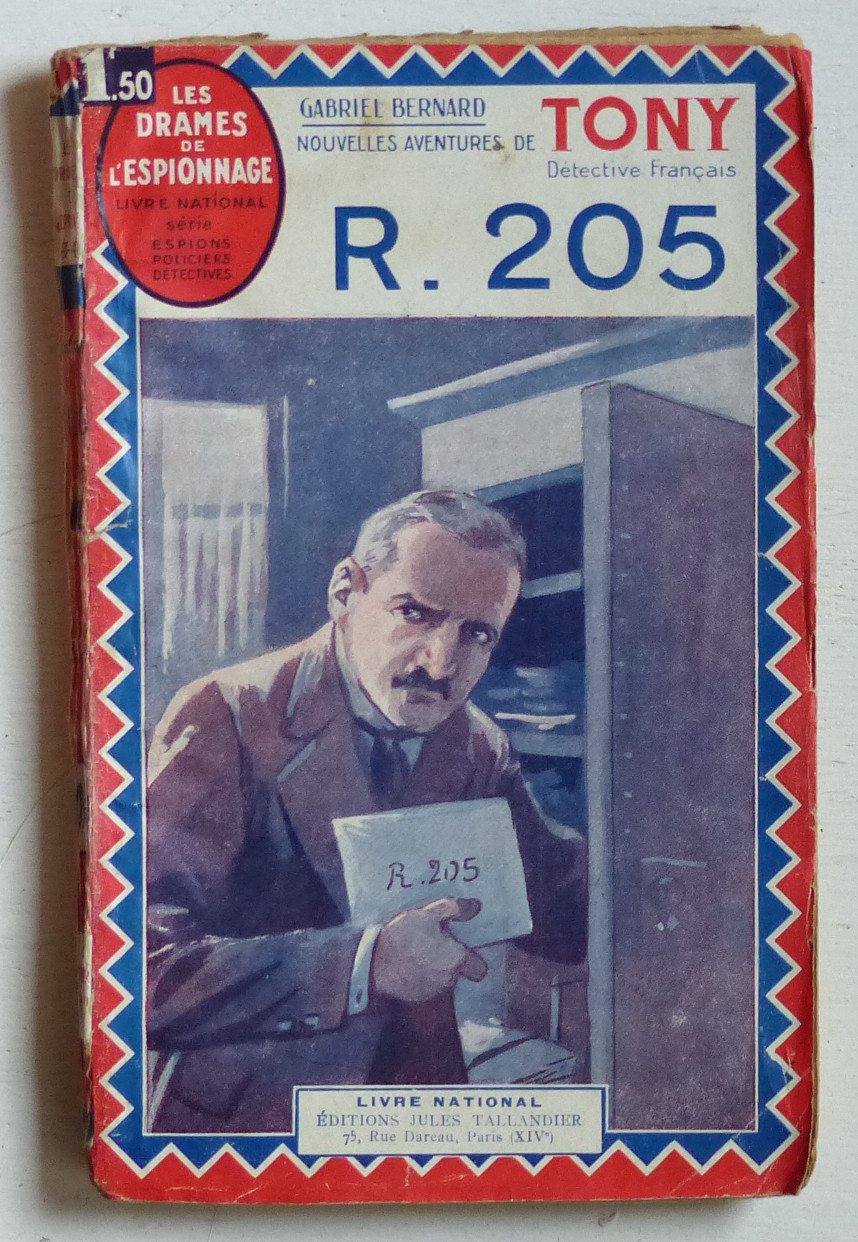 1F.50
LES
DRAMES
DE
L'ESPIONNAGE
LIVRE NATIONAL
série
ESPIONS
POLICIERS
DÉTECTIVES
GABRIEL BERNARD
NOUVELLES AVENTURES DE TONY
Détective Français
R. 205
R.205
LIVRE NATIONAL
ÉDITIONS JULES TALLANDIER
75, Rue Dareau, Paris (XIVe)